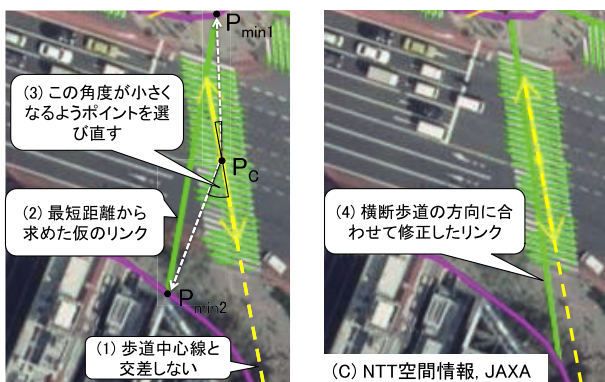 Pmin1
(3) この角度が小さく
なるようポイントを選
び直す
PC
(2) 最短距離から
求めた仮のリンク
Pmin2
(1) 歩道中心線と
交差しない
(4) 横断歩道の方向に合
わせて修正したリンク
(C) NTT空間情報, JAXA